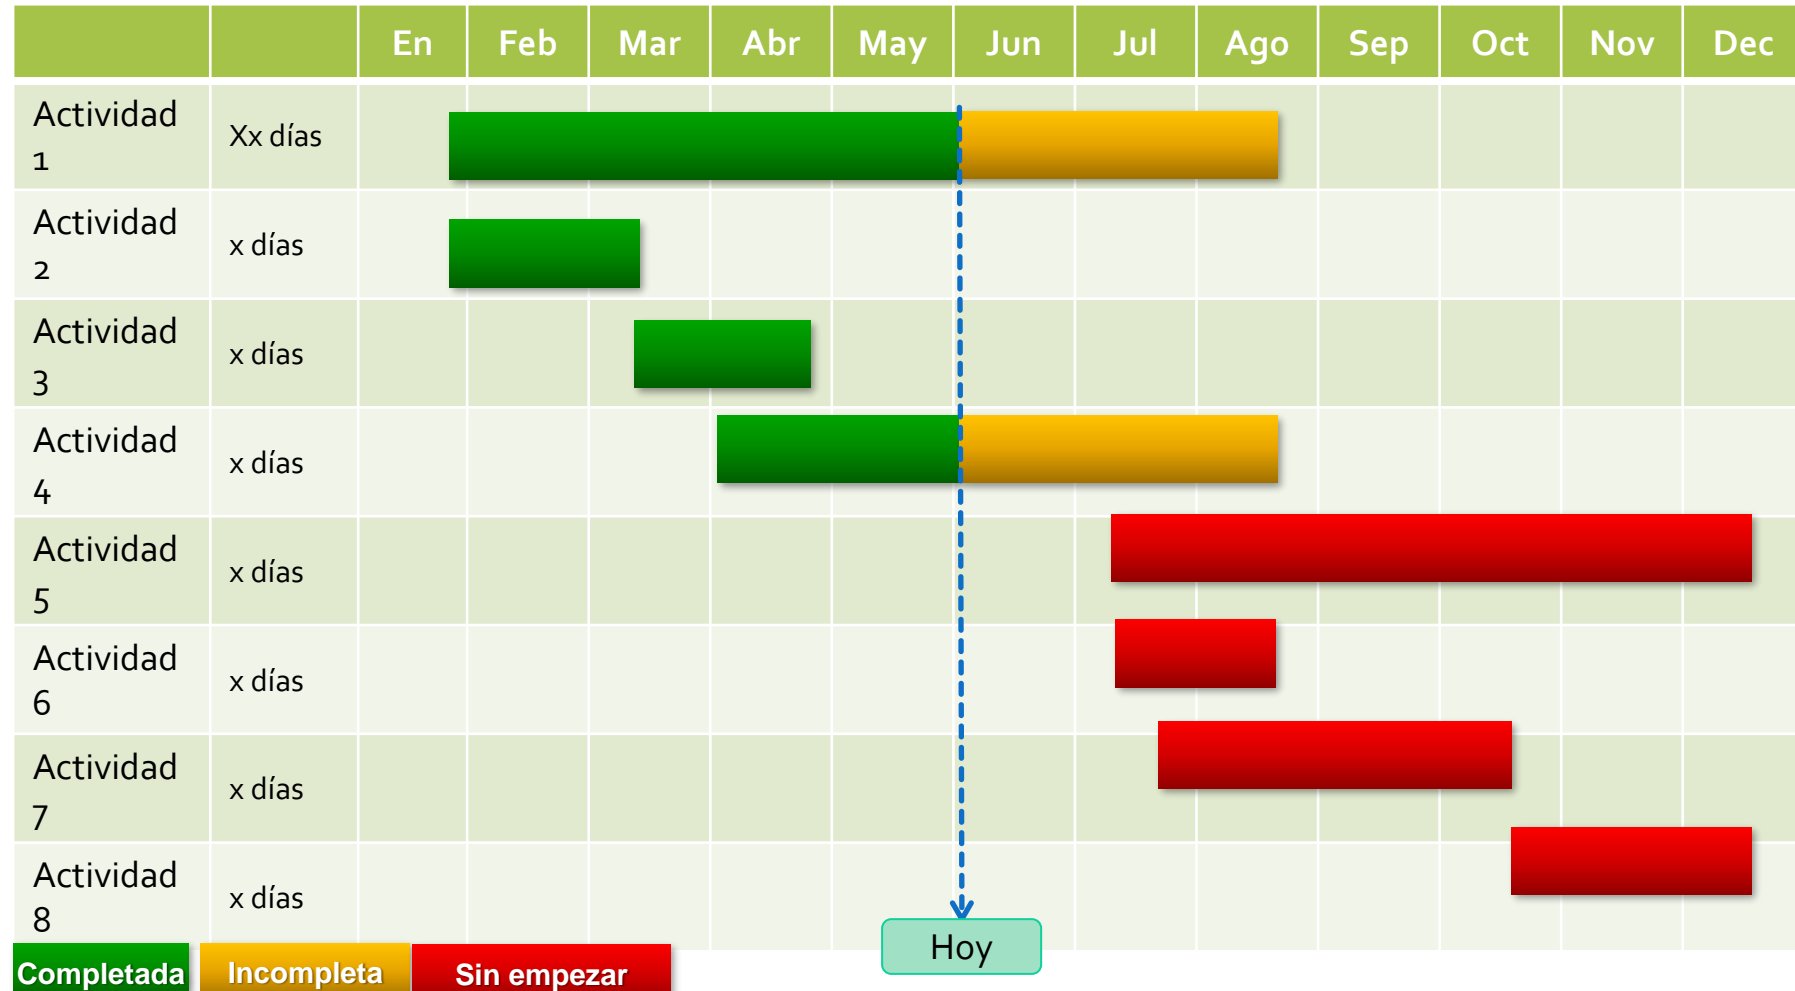 En Feb Mar Abr May Jun Jul Ago Sep Oct Nov Dec
Actividad
1
Xx días
Actividad
2
x días
Actividad
3
x días
Actividad
4
x días
Actividad
5
x días
Actividad
6
x días
Actividad
7
x días
Actividad
8
x días
Hoy
Completada
Incompleta
Sin empezar